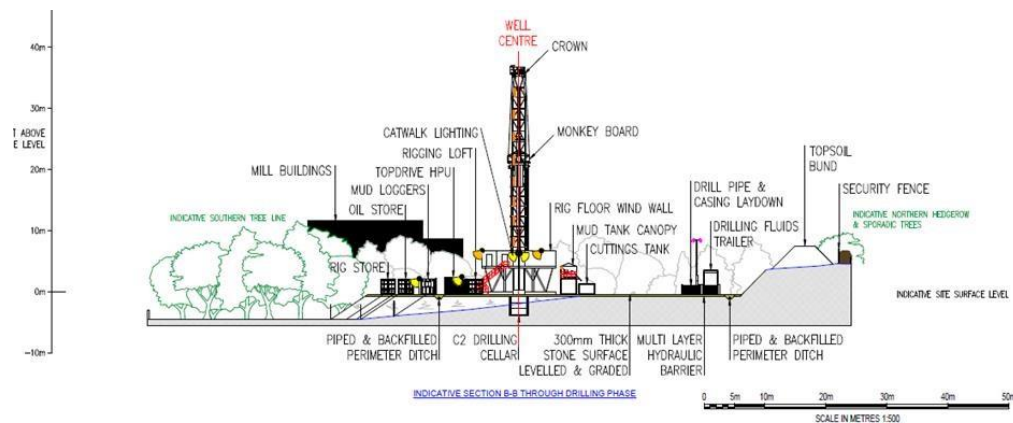 WELL
CENTRE
40m
CROWN
30m
CATWALK LIGHTING
MONKEY BOARD
ABOVE
E LEVEL
20m
RIGGING LOFT
TOPDRIVE HPU
MILL BUILDINGS
MUD LOGGERS
OIL STORE
TOPSOIL
BUND
DRILL PIPE &
CASING LAYDOWN
SECURITY FENCE
INDICATIVE SOUTHERN TREE LINE
RIG FLOOR WIND WALL
INDICATIVE NORTHERN HEDGEROW
& SPORADIC TREES
10m
MUD TANK CANOPY
CUTTINGS TANK
DRILLING FLUIDS
TRAILER
RIG STORE
0m
INDICATIVE SITE SURFACE LEVEL
PIPED & BACKFILLED
PERIMETER DITCH
C2 DRILLING
CELLAR
300mm THICK
STONE SURFACE
LEVELLED & GRADED
MULTI LAYER
HYDRAULIC
BARRIER
PIPED & BACKFILLED
PERIMETER DITCH
-10m
INDICATIVE SECTION B-B THROUGH DRILLING PHASE
0m 5m 10m 20m 30m 40m 50m
SCALE IN METRES 1:500